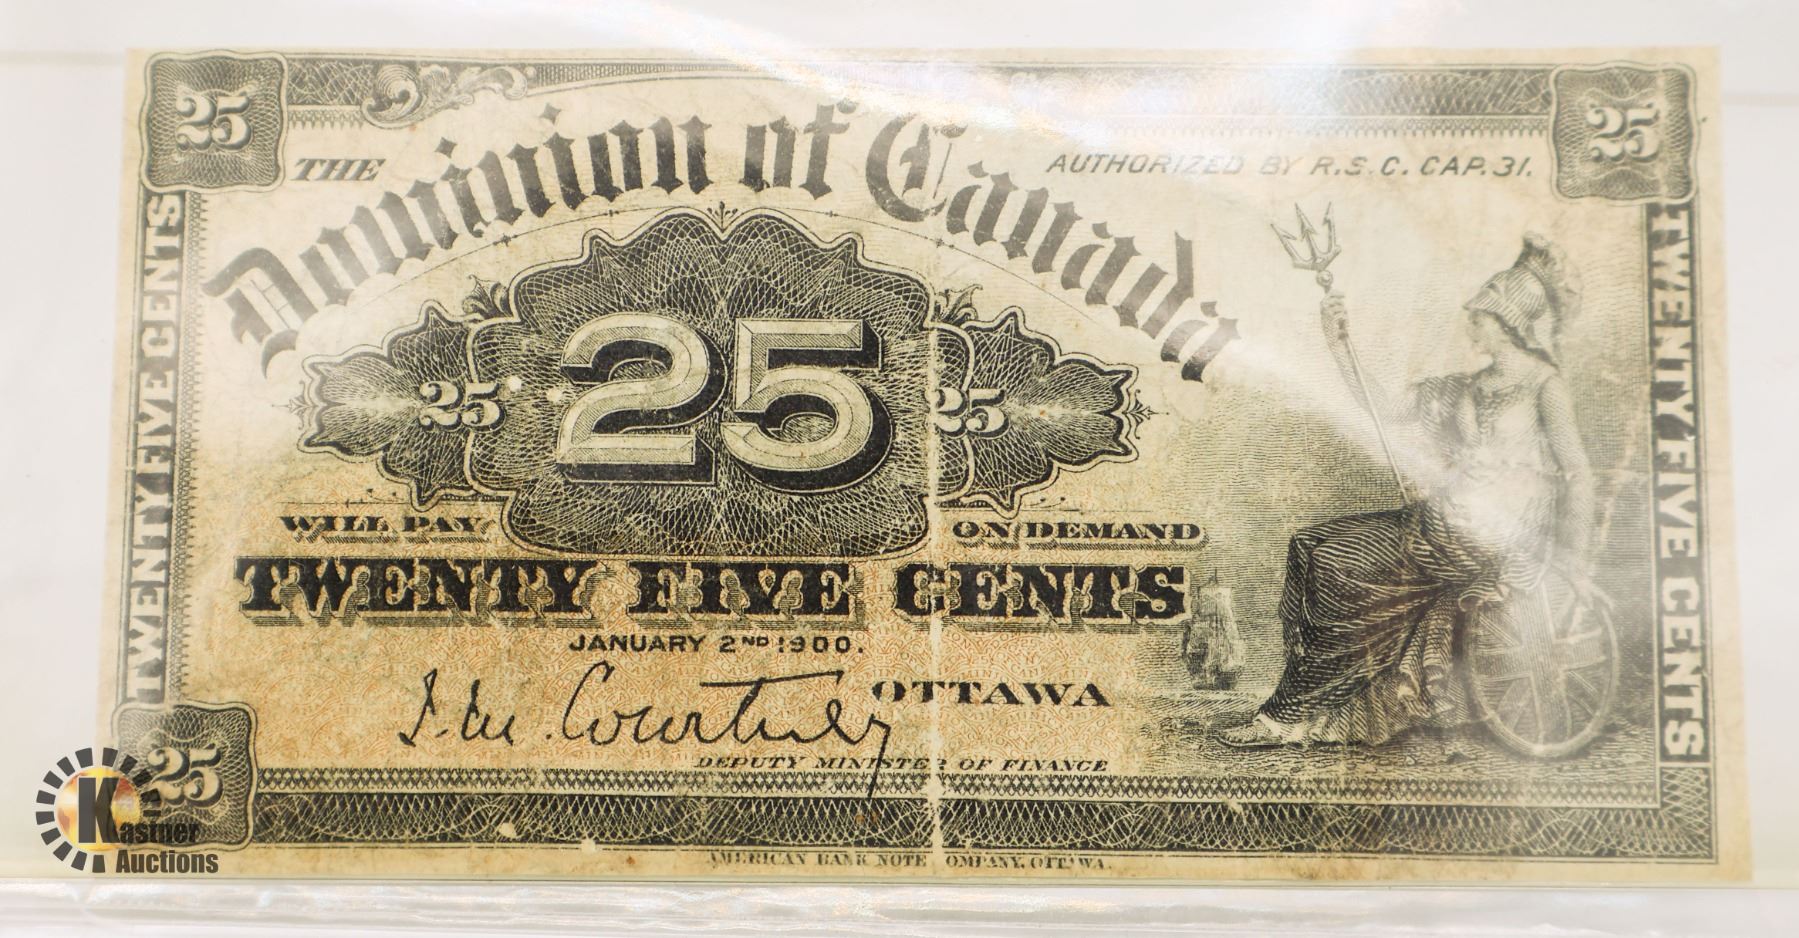 25
25
THE
Dominion of Canada
AUTHORIZED BY R.S.C. CAP. 31.
TWENTY FIVE CENTS
TWENTY FIVE CENTS
25
25
25
WILL PAY
ON DEMAND
TWENTY FIVE CENTS
JANUARY 2ND 1900.
J. M. Courtney
OTTAWA
DEPUTY MINISTER OF FINANCE
25
AMERICAN BANK NOTE OMPANY, OTTAWA.
Kastner
Auctions